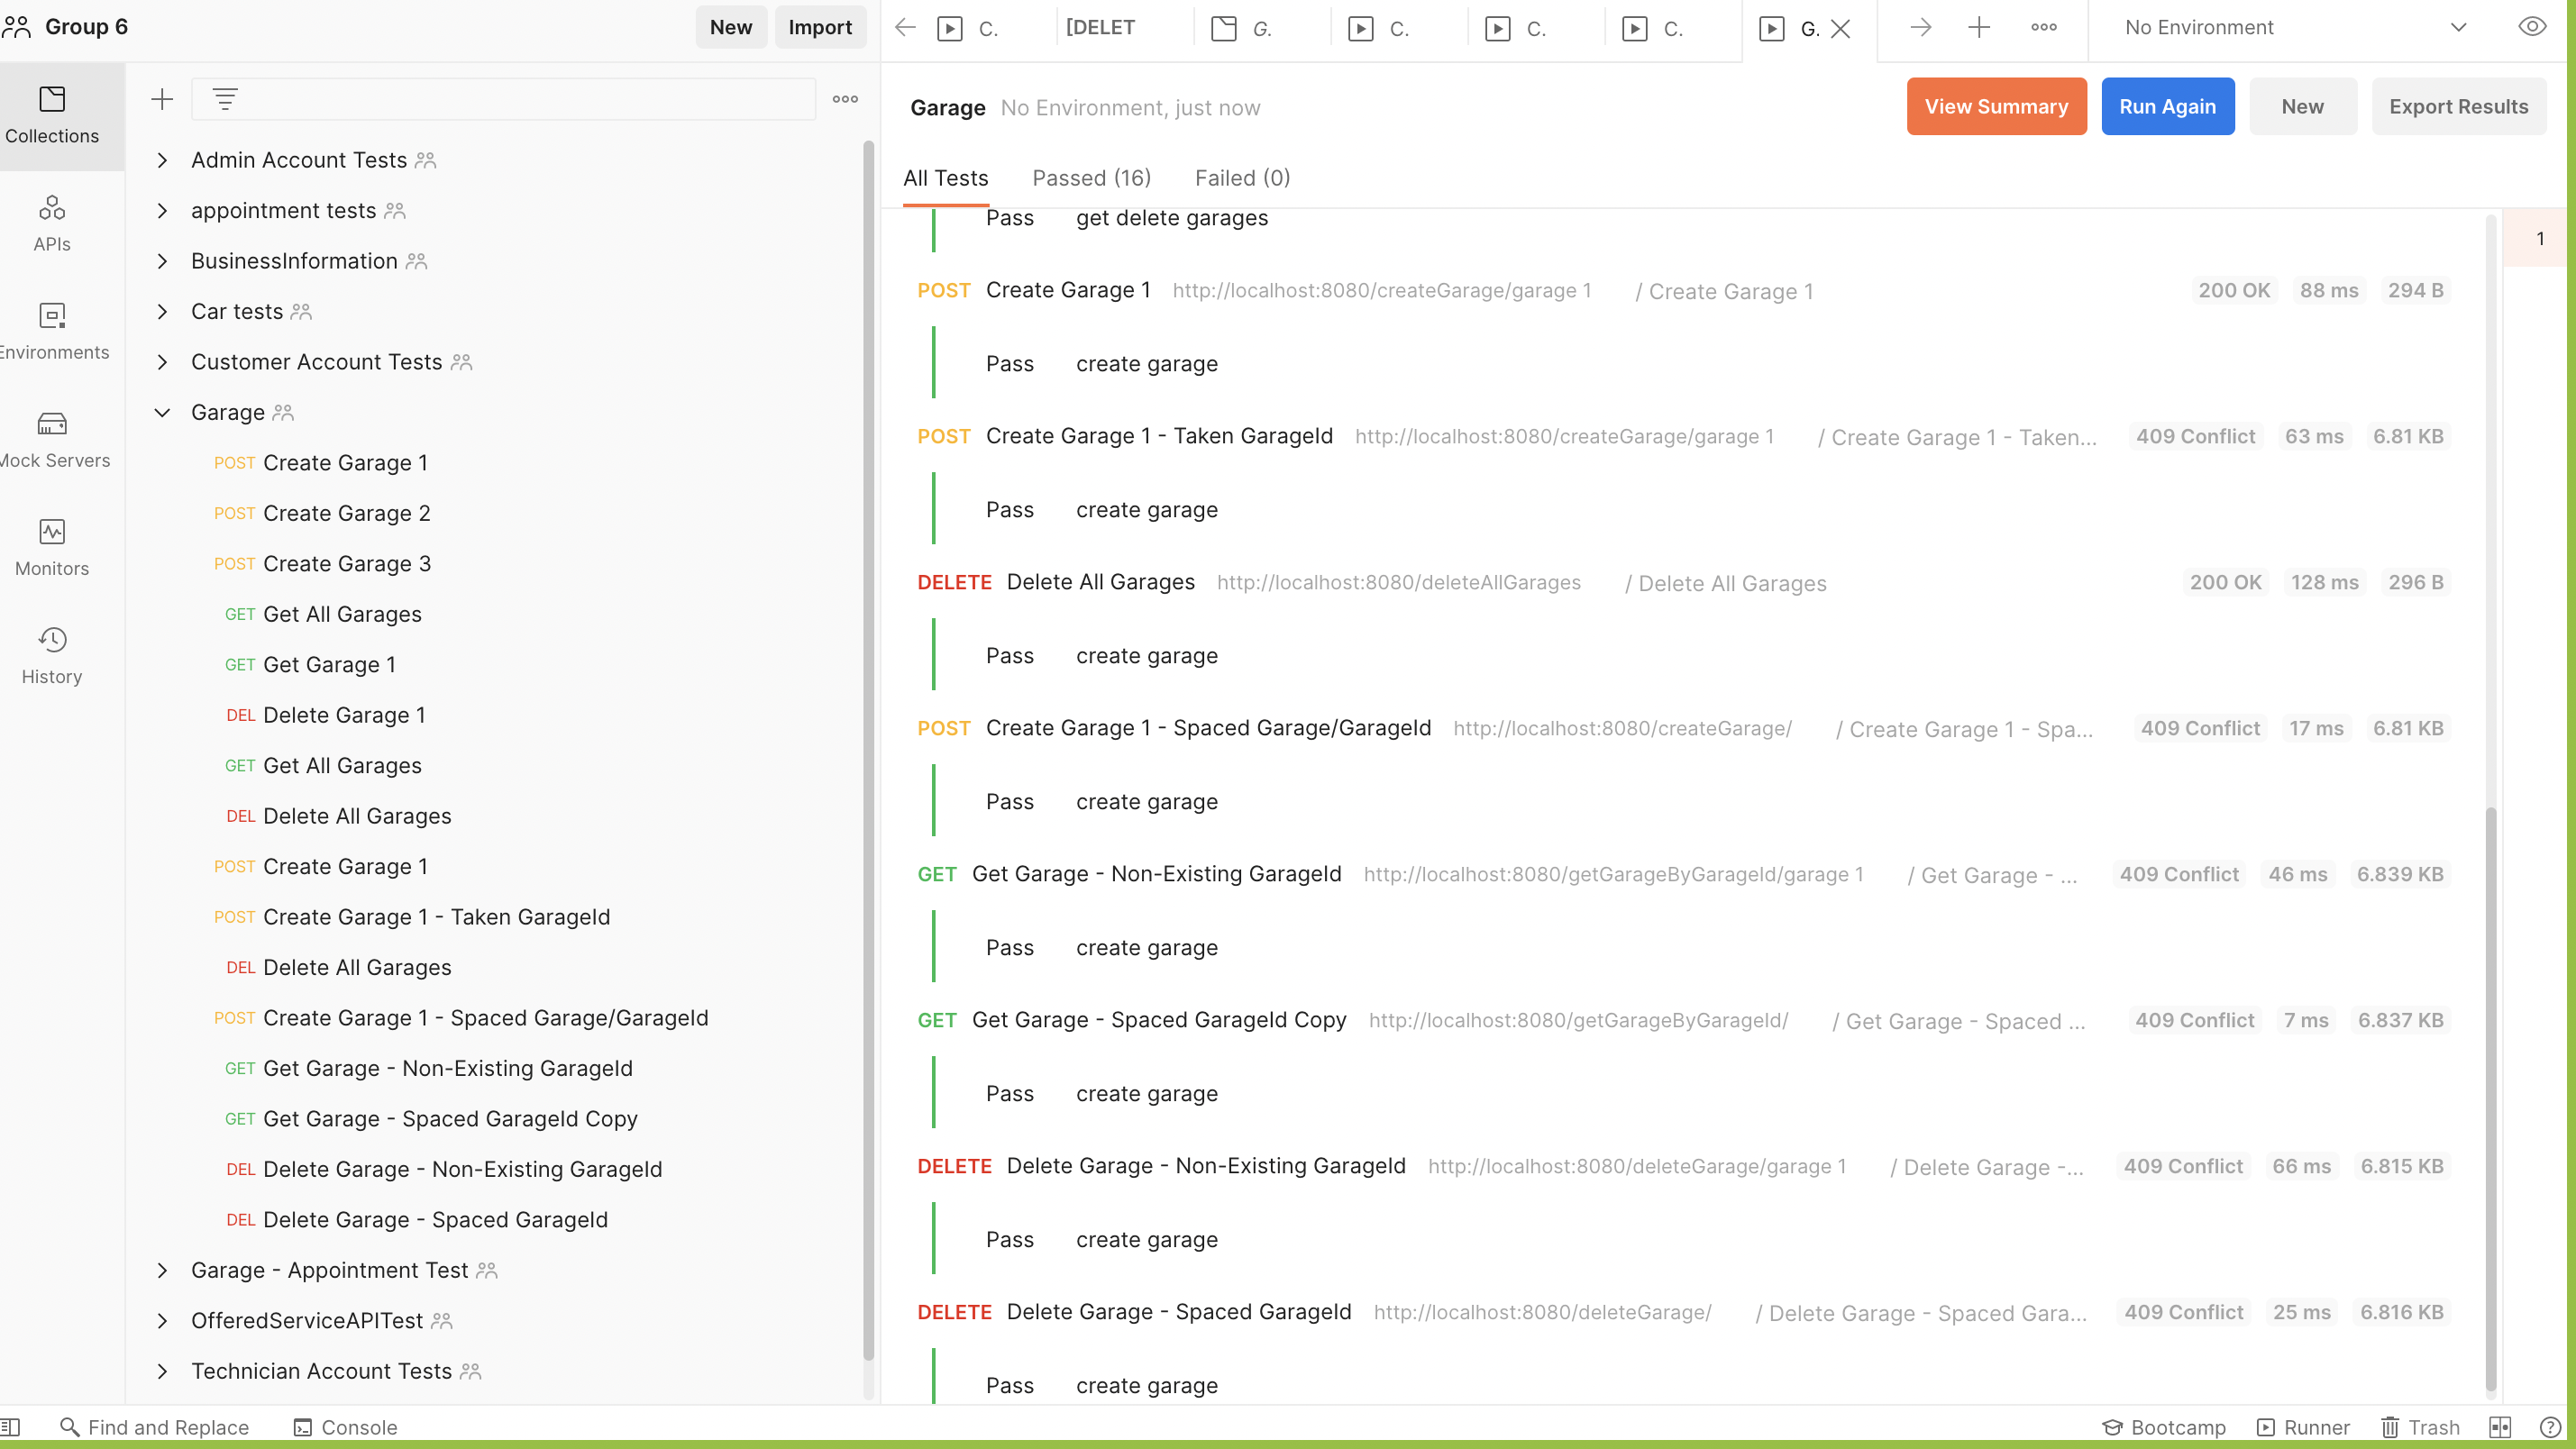 Group 6
New
Import
C.
[DELET
G.
C.
C.
C.
G.
No Environment
Collections
APIs
Environments
Mock Servers
Monitors
History
Admin Account Tests
appointment tests
BusinessInformation
Car tests
Customer Account Tests
Garage
POST Create Garage 1
POST Create Garage 2
POST Create Garage 3
GET Get All Garages
GET Get Garage 1
DEL Delete Garage 1
GET Get All Garages
DEL Delete All Garages
POST Create Garage 1
POST Create Garage 1 - Taken GarageId
DEL Delete All Garages
POST Create Garage 1 - Spaced Garage/GarageId
GET Get Garage - Non-Existing GarageId
GET Get Garage - Spaced GarageId Copy
DEL Delete Garage - Non-Existing GarageId
DEL Delete Garage - Spaced GarageId
Garage - Appointment Test
OfferedServiceAPITest
Technician Account Tests
Garage No Environment, just now
View Summary
Run Again
New
Export Results
All Tests Passed (16) Failed (0)
1
Pass get delete garages
POST Create Garage 1 http://localhost:8080/createGarage/garage 1 / Create Garage 1 200 OK 88 ms 294 B
Pass create garage
POST Create Garage 1 - Taken GarageId http://localhost:8080/createGarage/garage 1 / Create Garage 1 - Taken... 409 Conflict 63 ms 6.81 KB
Pass create garage
DELETE Delete All Garages http://localhost:8080/deleteAllGarages / Delete All Garages 200 OK 128 ms 296 B
Pass create garage
POST Create Garage 1 - Spaced Garage/GarageId http://localhost:8080/createGarage/ / Create Garage 1 - Spa... 409 Conflict 17 ms 6.81 KB
Pass create garage
GET Get Garage - Non-Existing GarageId http://localhost:8080/getGarageByGarageId/garage 1 / Get Garage - ... 409 Conflict 46 ms 6.839 KB
Pass create garage
GET Get Garage - Spaced GarageId Copy http://localhost:8080/getGarageByGarageId/ / Get Garage - Spaced ... 409 Conflict 7 ms 6.837 KB
Pass create garage
DELETE Delete Garage - Non-Existing GarageId http://localhost:8080/deleteGarage/garage 1 / Delete Garage -... 409 Conflict 66 ms 6.815 KB
Pass create garage
DELETE Delete Garage - Spaced GarageId http://localhost:8080/deleteGarage/ / Delete Garage - Spaced Gara... 409 Conflict 25 ms 6.816 KB
Pass create garage
Find and Replace
Console
Bootcamp
Runner
Trash